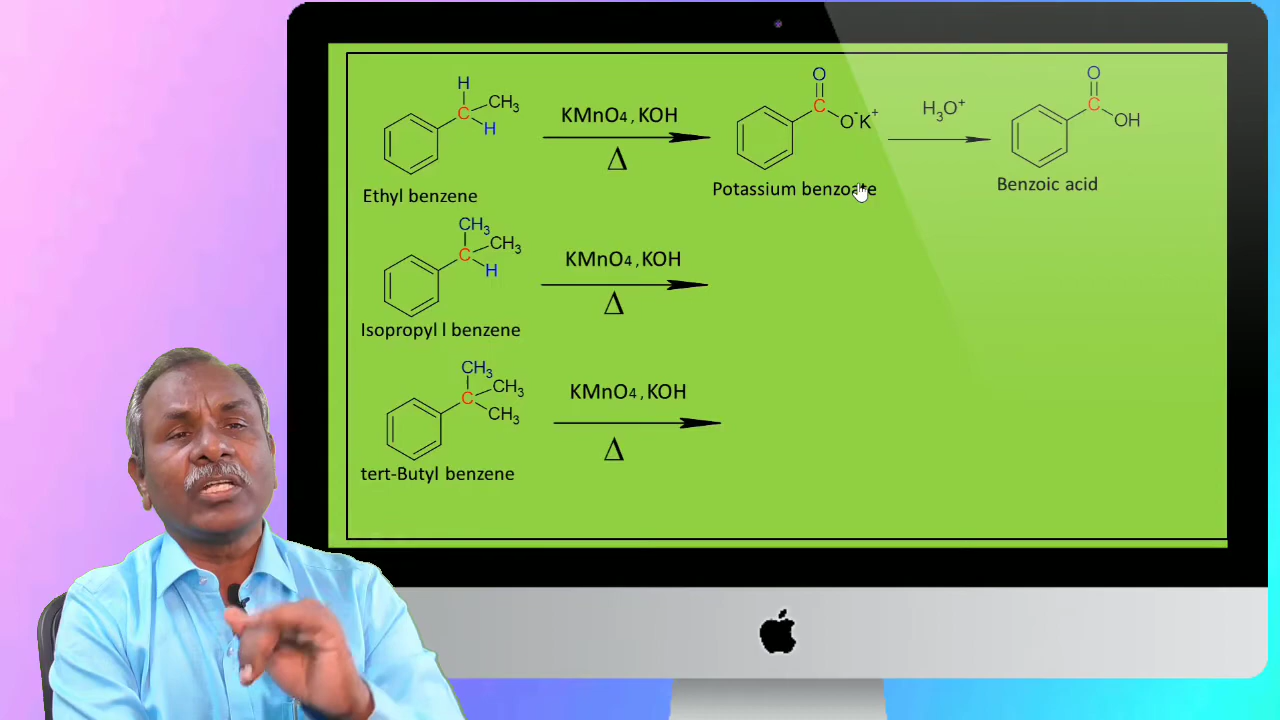 H
CH₃
H
KMnO₄ , KOH
Δ
Ethyl benzene
O
C
O⁻K⁺
Potassium benzoate
H₃O⁺
O
C
OH
Benzoic acid
CH₃
C
CH₃
H
KMnO₄ , KOH
Δ
Isopropyl l benzene
CH₃
C
CH₃
CH₃
KMnO₄ , KOH
Δ
tert-Butyl benzene